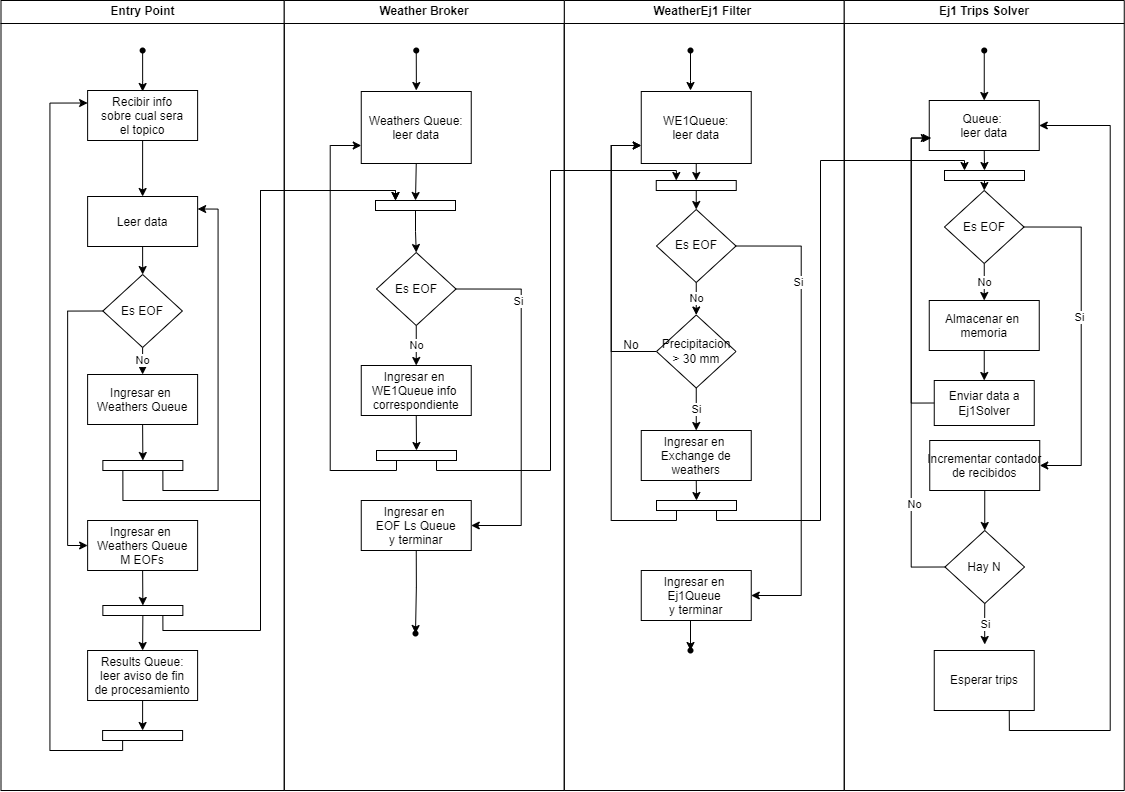 Entry Point
Weather Broker
WeatherEj1 Filter
Ej1 Trips Solver
Recibir info
sobre cual sera
el topico
Leer data
Es EOF
No
Ingresar en
Weathers Queue
Ingresar en
Weathers Queue
M EOFs
Results Queue:
leer aviso de fin
de procesamiento
Weathers Queue:
leer data
Es EOF
Si
No
Ingresar en
WE1Queue info
correspondiente
Ingresar en
EOF Ls Queue
y terminar
WE1Queue:
leer data
Es EOF
Si
No
Precipitacion
> 30 mm
No
Si
Ingresar en
Exchange de
weathers
Ingresar en
Ej1Queue
y terminar
Queue:
leer data
Es EOF
No
Si
Almacenar en
memoria
Enviar data a
Ej1Solver
Incrementar contador
de recibidos
No
Hay N
Si
Esperar trips